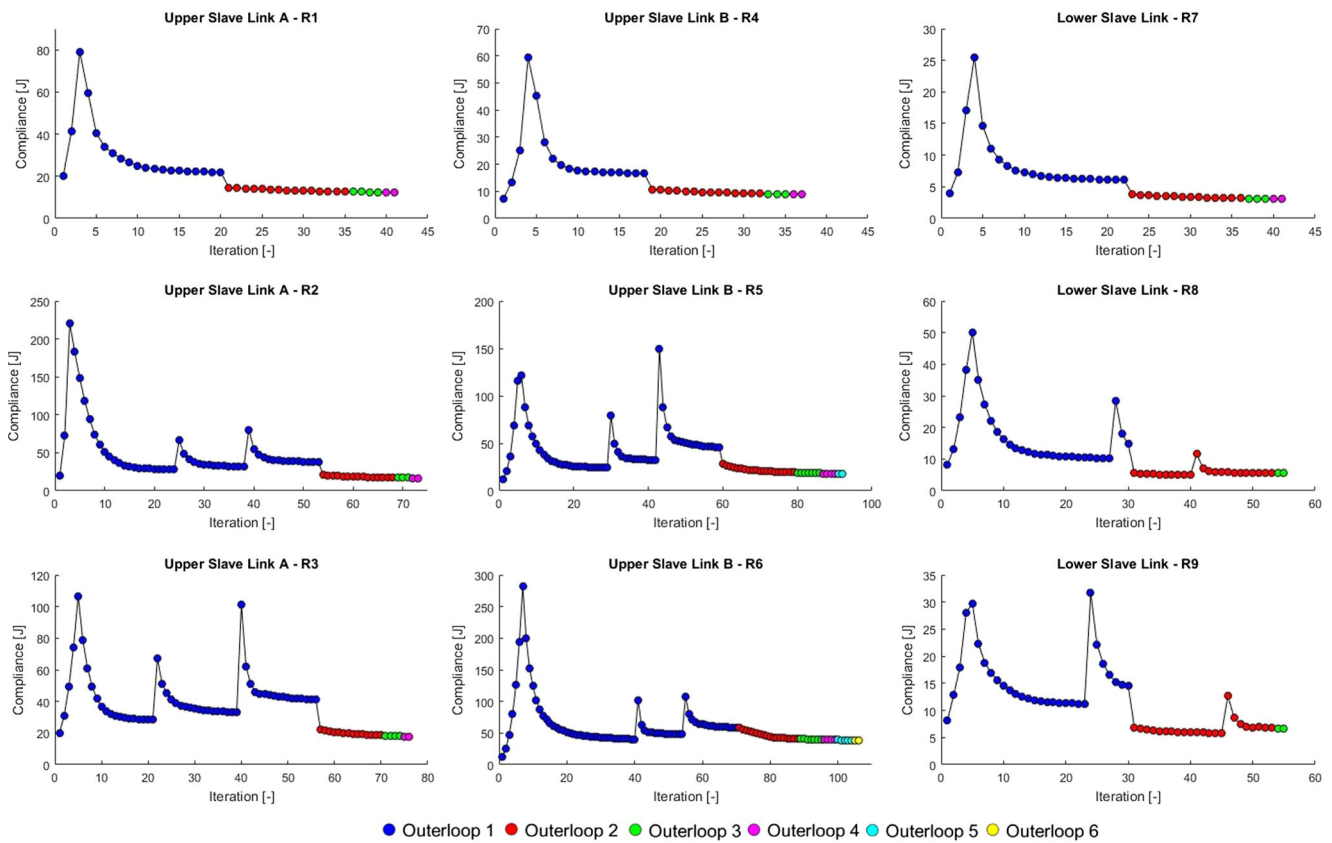 Upper Slave Link A - R1
Compliance [J]
80
60
40
20
0
0 5 10 15 20 25 30 35 40 45
Iteration [-]
Upper Slave Link B - R4
Compliance [J]
70
60
50
40
30
20
10
0
0 5 10 15 20 25 30 35 40 45
Iteration [-]
Lower Slave Link - R7
Compliance [J]
30
25
20
15
10
5
0
0 5 10 15 20 25 30 35 40 45
Iteration [-]
Upper Slave Link A - R2
Compliance [J]
250
200
150
100
50
0
0 10 20 30 40 50 60 70
Iteration [-]
Upper Slave Link B - R5
Compliance [J]
200
150
100
50
0
0 20 40 60 80 100
Iteration [-]
Lower Slave Link - R8
Compliance [J]
60
50
40
30
20
10
0
0 10 20 30 40 50 60
Iteration [-]
Upper Slave Link A - R3
Compliance [J]
120
100
80
60
40
20
0
0 10 20 30 40 50 60 70 80
Iteration [-]
Upper Slave Link B - R6
Compliance [J]
300
250
200
150
100
50
0
0 20 40 60 80 100
Iteration [-]
Lower Slave Link - R9
Compliance [J]
35
30
25
20
15
10
5
0
0 10 20 30 40 50 60
Iteration [-]
Outerloop 1 Outerloop 2 Outerloop 3 Outerloop 4 Outerloop 5 Outerloop 6